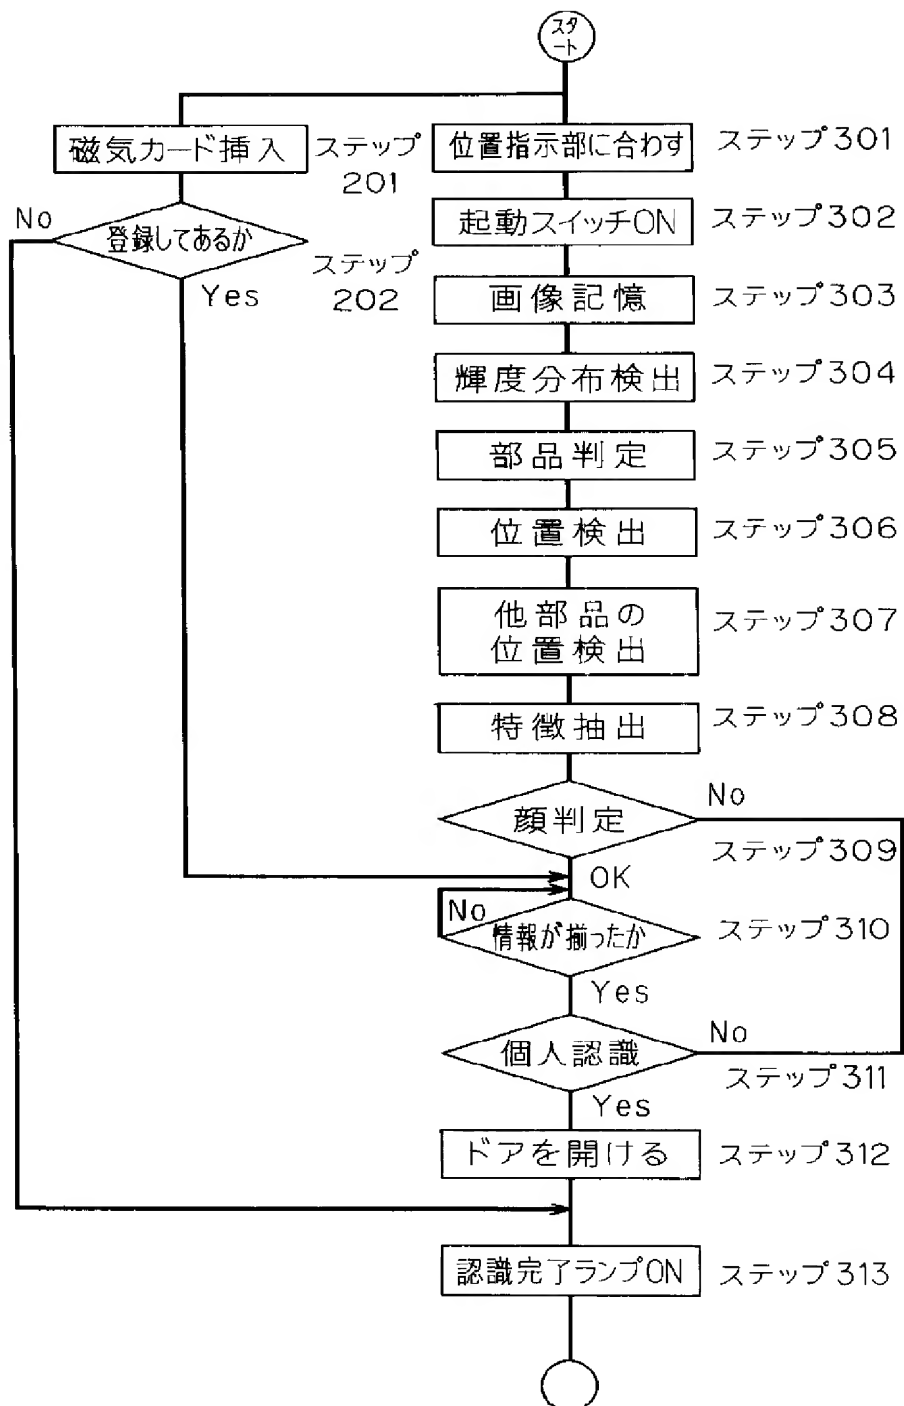 スタ
ート
磁気カード挿入
ステップ
201
No
登録してあるか
ステップ
202
Yes
位置指示部に合わす
ステップ301
起動スイッチON
ステップ302
画像記憶
ステップ303
輝度分布検出
ステップ304
部品判定
ステップ305
位置検出
ステップ306
他部品の
位置検出
ステップ307
特徴抽出
ステップ308
顔判定
No
ステップ309
OK
No
情報が揃ったか
ステップ310
Yes
個人認識
No
ステップ311
Yes
ドアを開ける
ステップ312
認識完了ランプON
ステップ313